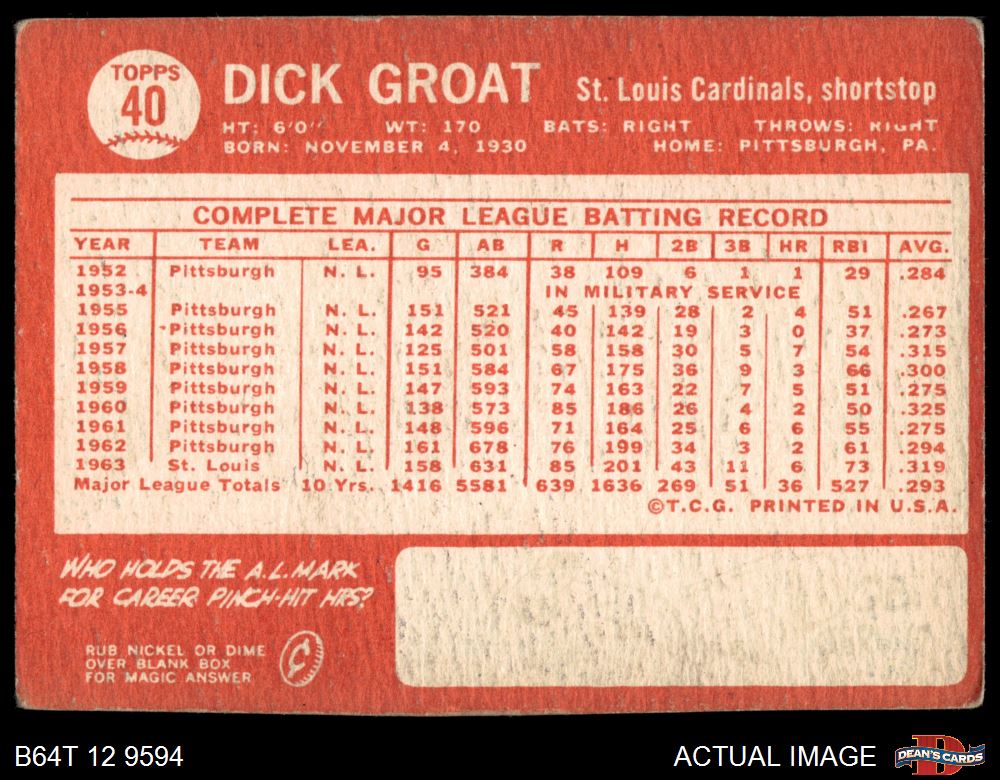 TOPPS
40
DICK GROAT
St. Louis Cardinals, shortstop
HT: 6'0" WT: 170 BATS: RIGHT THROWS: RIGHT
BORN: NOVEMBER 4, 1930 HOME: PITTSBURGH, PA.
COMPLETE MAJOR LEAGUE BATTING RECORD
YEAR TEAM LEA. G AB R H 2B 3B HR RBI AVG.
1952 Pittsburgh N. L. 95 384 38 109 6 1 1 29 .284
1953-4 IN MILITARY SERVICE
1955 Pittsburgh N. L. 151 521 45 139 28 2 4 51 .267
1956 Pittsburgh N. L. 142 520 40 142 19 3 0 37 .273
1957 Pittsburgh N. L. 125 501 58 158 30 5 7 54 .315
1958 Pittsburgh N. L. 151 584 67 175 36 9 3 66 .300
1959 Pittsburgh N. L. 147 593 74 163 22 7 5 51 .275
1960 Pittsburgh N. L. 138 573 85 186 26 4 2 50 .325
1961 Pittsburgh N. L. 148 596 71 164 25 6 6 55 .275
1962 Pittsburgh N. L. 161 678 76 199 34 3 2 61 .294
1963 St. Louis N. L. 158 631 85 201 43 11 6 73 .319
Major League Totals 10 Yrs. 1416 5581 639 1636 269 51 36 527 .293
©T.C.G. PRINTED IN U.S.A.
WHO HOLDS THE A.L. MARK
FOR CAREER PINCH-HIT HRS?
RUB NICKEL OR DIME
OVER BLANK BOX
FOR MAGIC ANSWER
¢
B64T 12 9594
ACTUAL IMAGE
DEAN'S CARDS